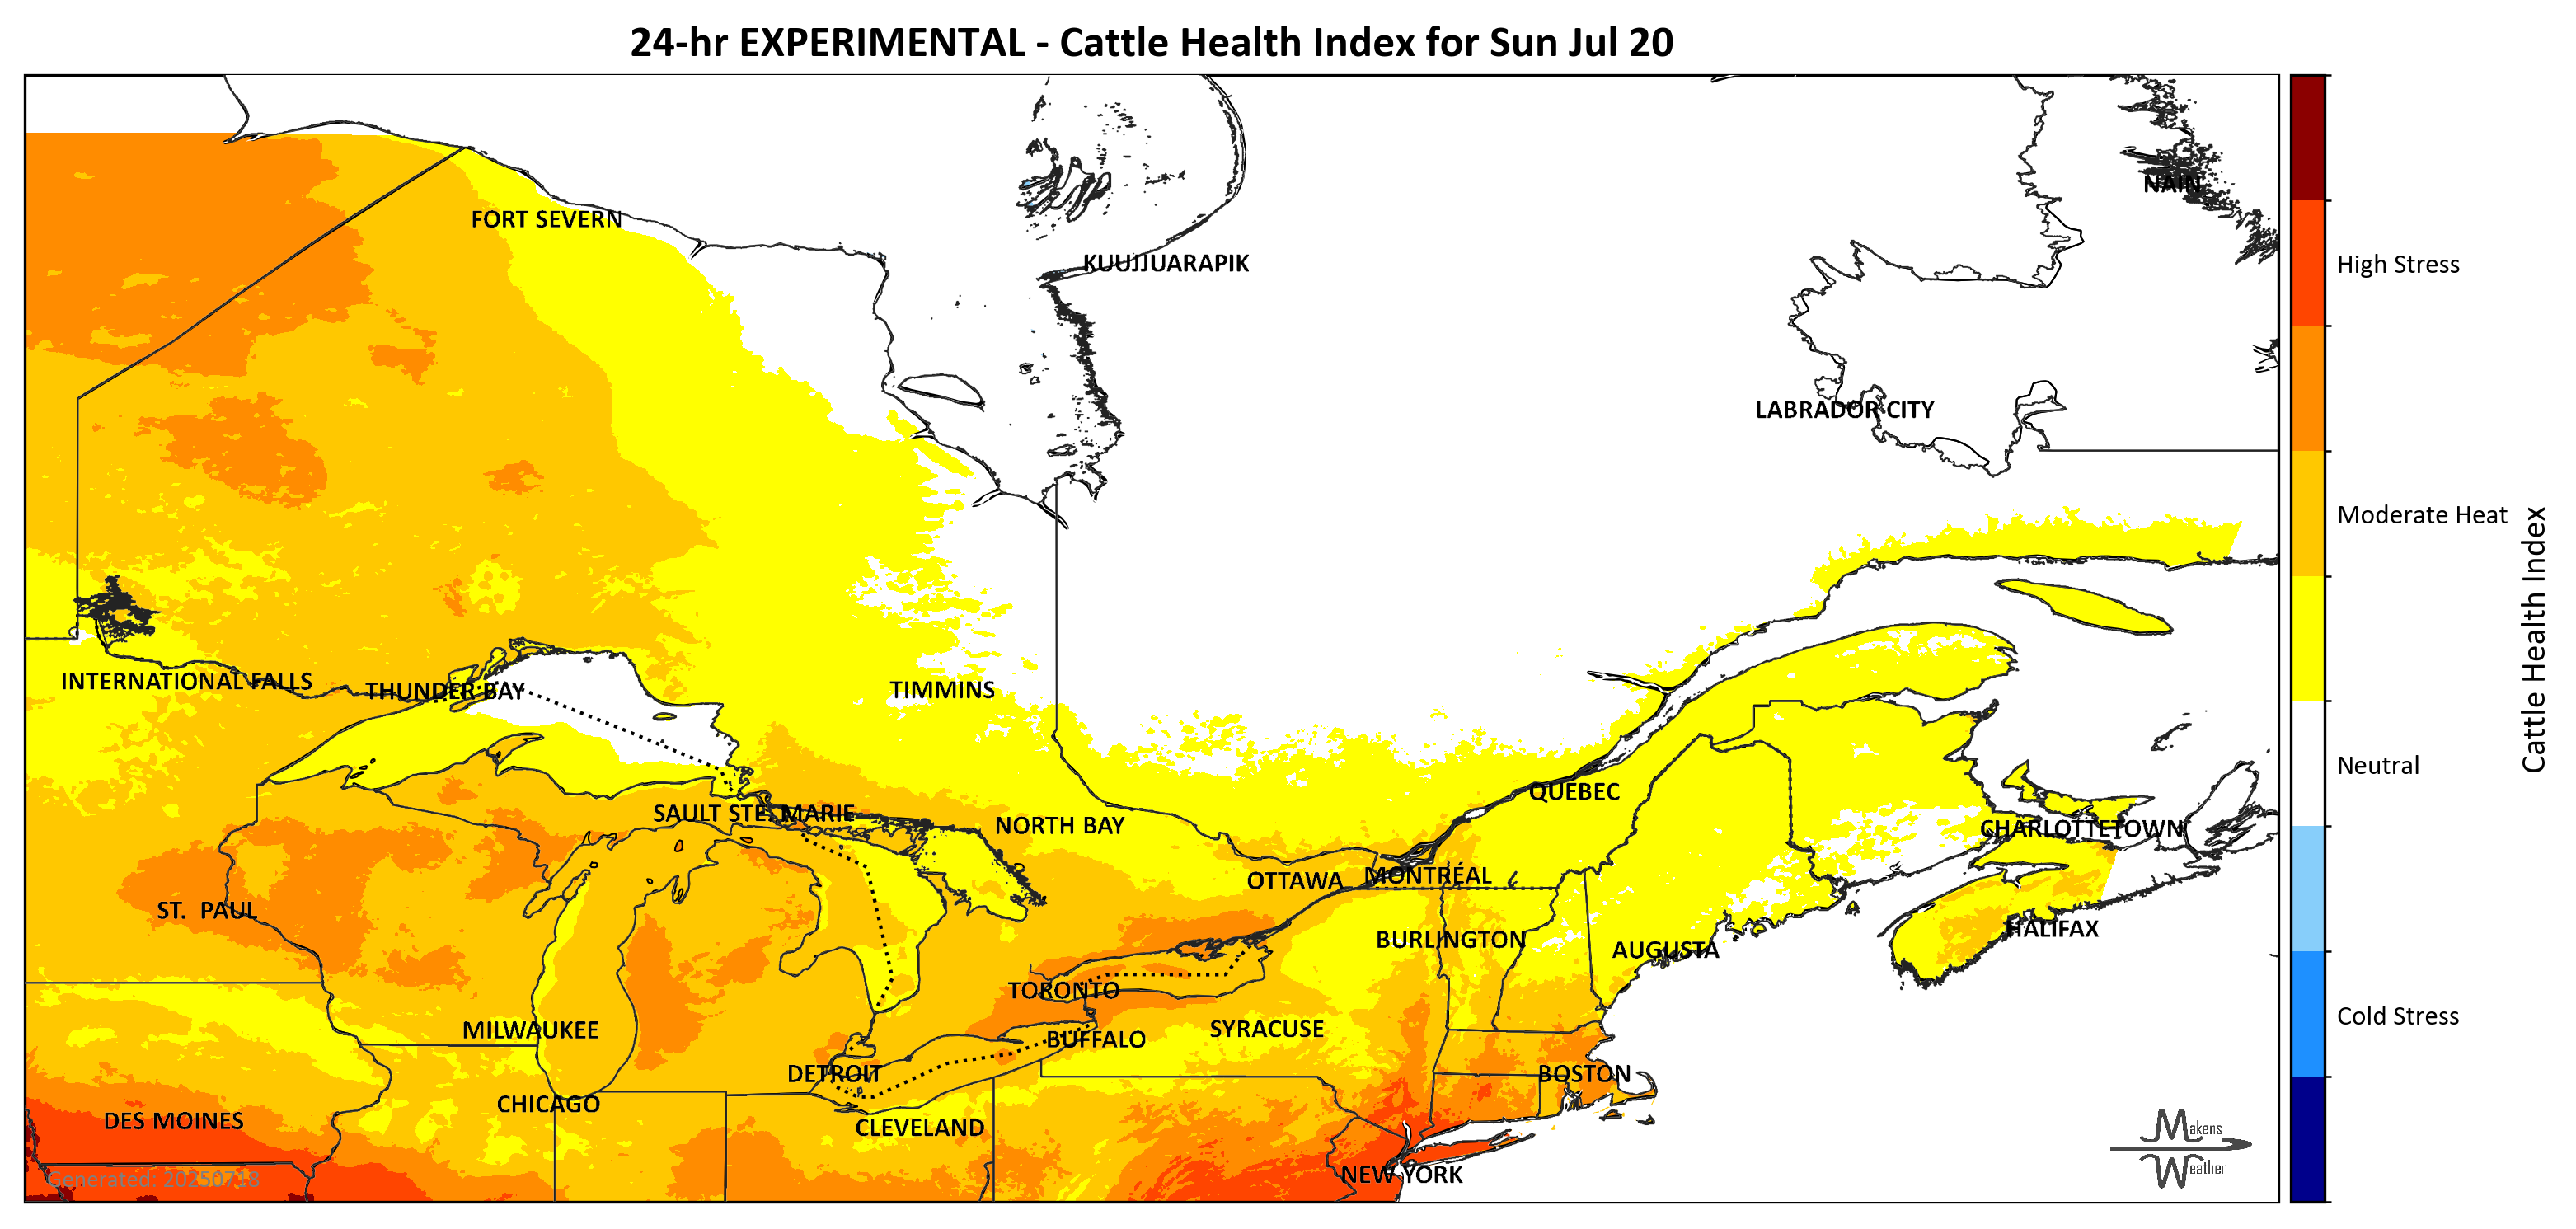 24-hr EXPERIMENTAL - Cattle Health Index for Sun Jul 20
NAIN
FORT SEVERN
KUUJJUARAPIK
High Stress
LABRADOR CITY
Moderate Heat
INTERNATIONAL FALLS
THUNDER BAY
TIMMINS
Cattle Health Index
Neutral
QUEBEC
SAULT STE. MARIE
NORTH BAY
CHARLOTTETOWN
OTTAWA
MONTRÉAL
ST. PAUL
HALIFAX
BURLINGTON
AUGUSTA
TORONTO
Cold Stress
MILWAUKEE
SYRACUSE
BUFFALO
DETROIT
BOSTON
CHICAGO
DES MOINES
CLEVELAND
Makens
Weather
NEW YORK
Generated: 20250718